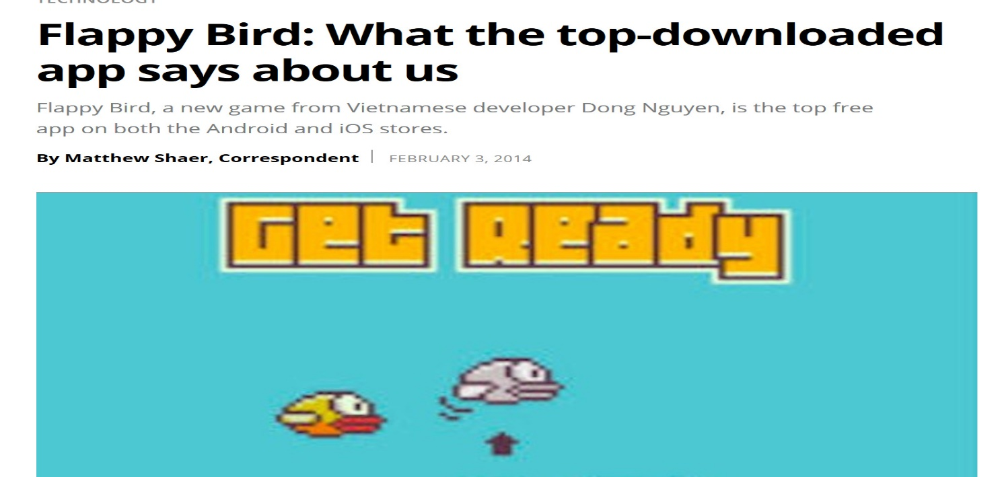 TECHNOLOGY
Flappy Bird: What the top-downloaded
app says about us
Flappy Bird, a new game from Vietnamese developer Dong Nguyen, is the top free
app on both the Android and iOS stores.
By Matthew Shaer, Correspondent | FEBRUARY 3, 2014
Get Ready